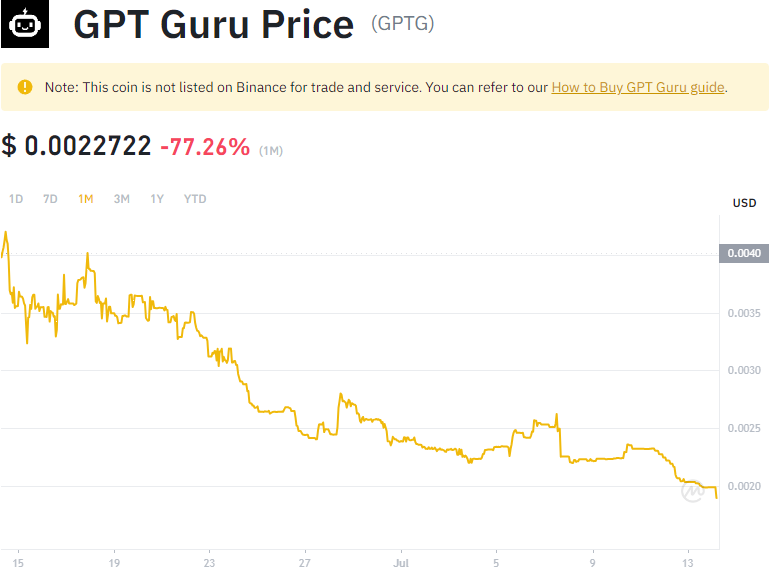 GPT Guru Price (GPTG)
Note: This coin is not listed on Binance for trade and service. You can refer to our How to Buy GPT Guru guide.
$ 0.0022722 -77.26% (1M)
1D 7D 1M 3M 1Y YTD
USD
0.0040
0.0035
0.0030
0.0025
0.0020
15 19 23 27 Jul 5 9 13